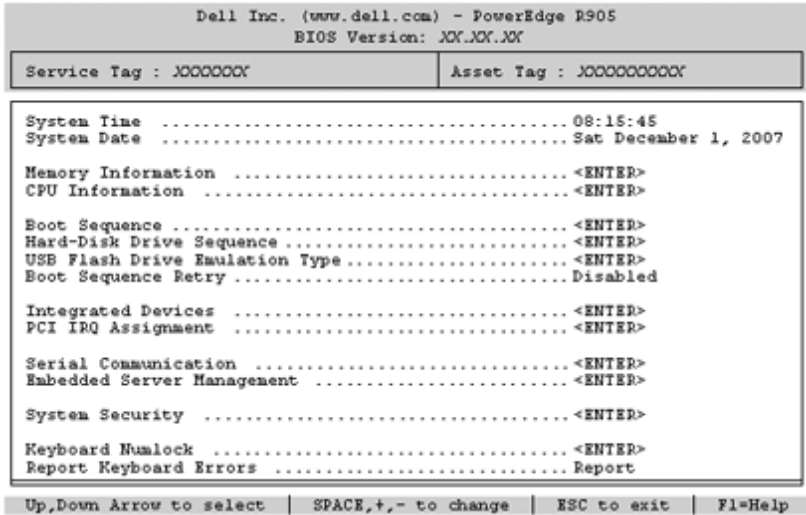 Dell Inc. (www.dell.com) - PowerEdge R905
BIOS Version: XX.XX.XX
Service Tag : XXXXXXX Asset Tag : XXXXXXXXXX
System Time ........................................ 08:15:45
System Date ........................................ Sat December 1, 2007
Memory Information ................................. <ENTER>
CPU Information .................................... <ENTER>
Boot Sequence ...................................... <ENTER>
Hard-Disk Drive Sequence ........................... <ENTER>
USB Flash Drive Emulation Type ..................... <ENTER>
Boot Sequence Retry ................................ Disabled
Integrated Devices ................................. <ENTER>
PCI IRQ Assignment ................................. <ENTER>
Serial Communication ............................... <ENTER>
Embedded Server Management ......................... <ENTER>
System Security .................................... <ENTER>
Keyboard Numlock ................................... <ENTER>
Report Keyboard Errors ............................. Report
Up,Down Arrow to select | SPACE,+,- to change | ESC to exit | F1=Help